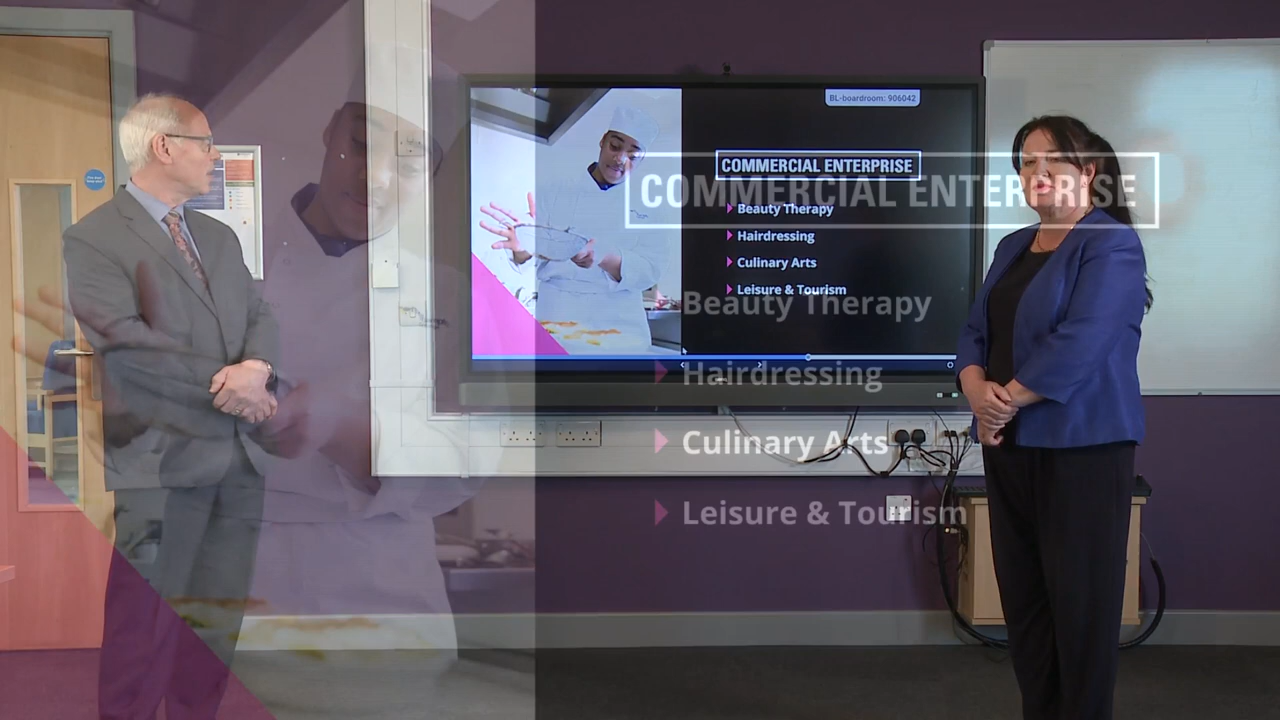 BL-boardroom: 906042
COMMERCIAL ENTERPRISE
Beauty Therapy
Hairdressing
Culinary Arts
Leisure & Tourism
COMMERCIAL ENTERPRISE
Beauty Therapy
Hairdressing
Culinary Arts
Leisure & Tourism